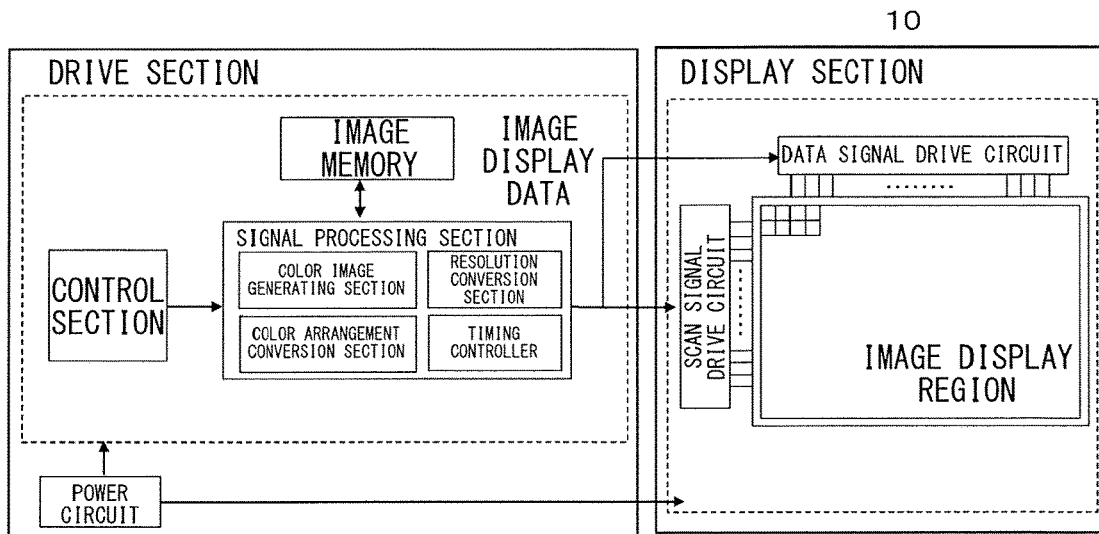 10
DRIVE SECTION
IMAGE
MEMORY
IMAGE
DISPLAY
DATA
SIGNAL PROCESSING SECTION
COLOR IMAGE
GENERATING SECTION
RESOLUTION
CONVERSION
SECTION
CONTROL
SECTION
COLOR ARRANGEMENT
CONVERSION SECTION
TIMING
CONTROLLER
POWER
CIRCUIT
DISPLAY SECTION
DATA SIGNAL DRIVE CIRCUIT
SCAN SIGNAL
DRIVE CIRCUIT
IMAGE DISPLAY
REGION